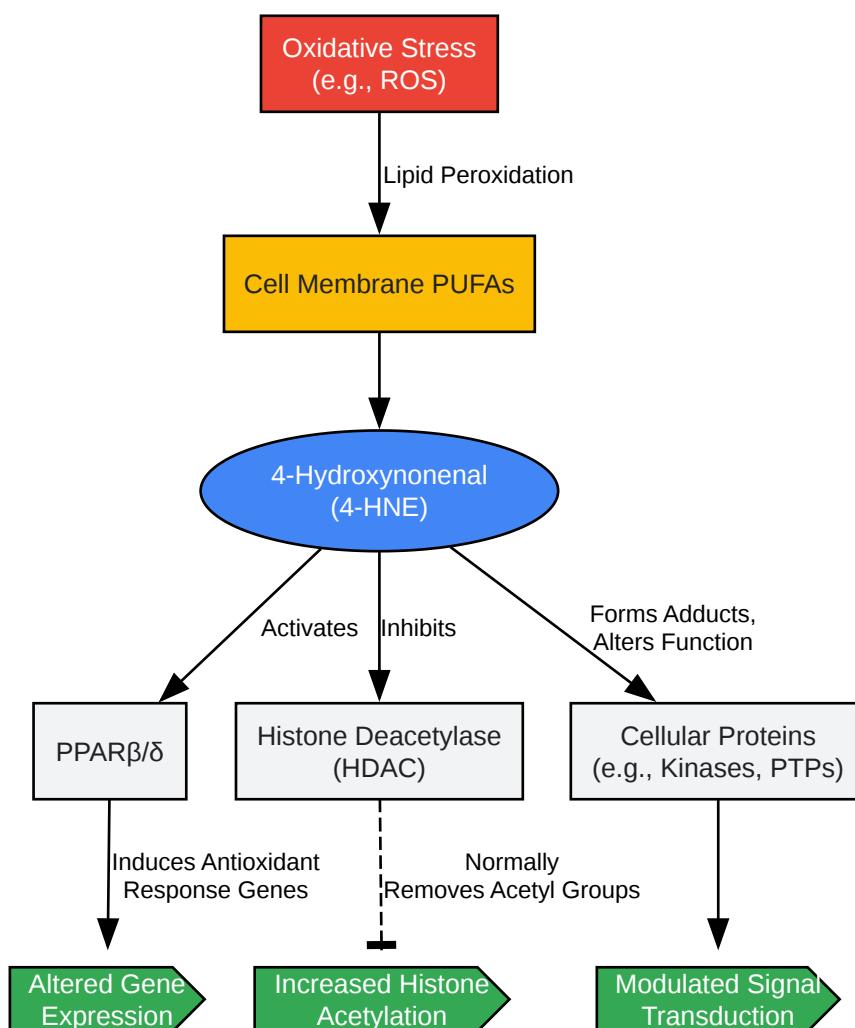 Oxidative Stress
(e.g., ROS)
Lipid Peroxidation
Cell Membrane PUFAs
4-Hydroxynonenal
(4-HNE)
Activates
Inhibits
Forms Adducts,
Alters Function
PPARβ/δ
Histone Deacetylase
(HDAC)
Cellular Proteins
(e.g., Kinases, PTPs)
Induces Antioxidant
Response Genes
Normally
Removes Acetyl Groups
Altered Gene
Expression
Increased Histone
Acetylation
Modulated Signal
Transduction